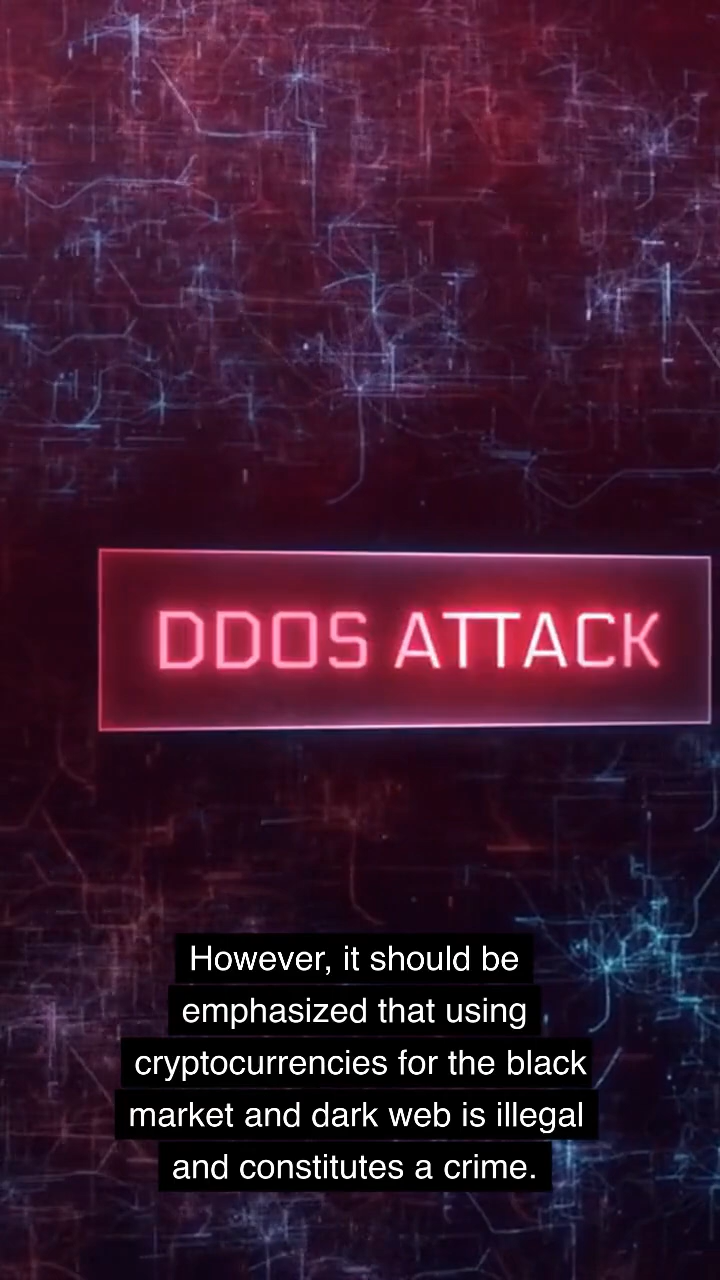 DDOS ATTACK
However, it should be
emphasized that using
cryptocurrencies for the black
market and dark web is illegal
and constitutes a crime.